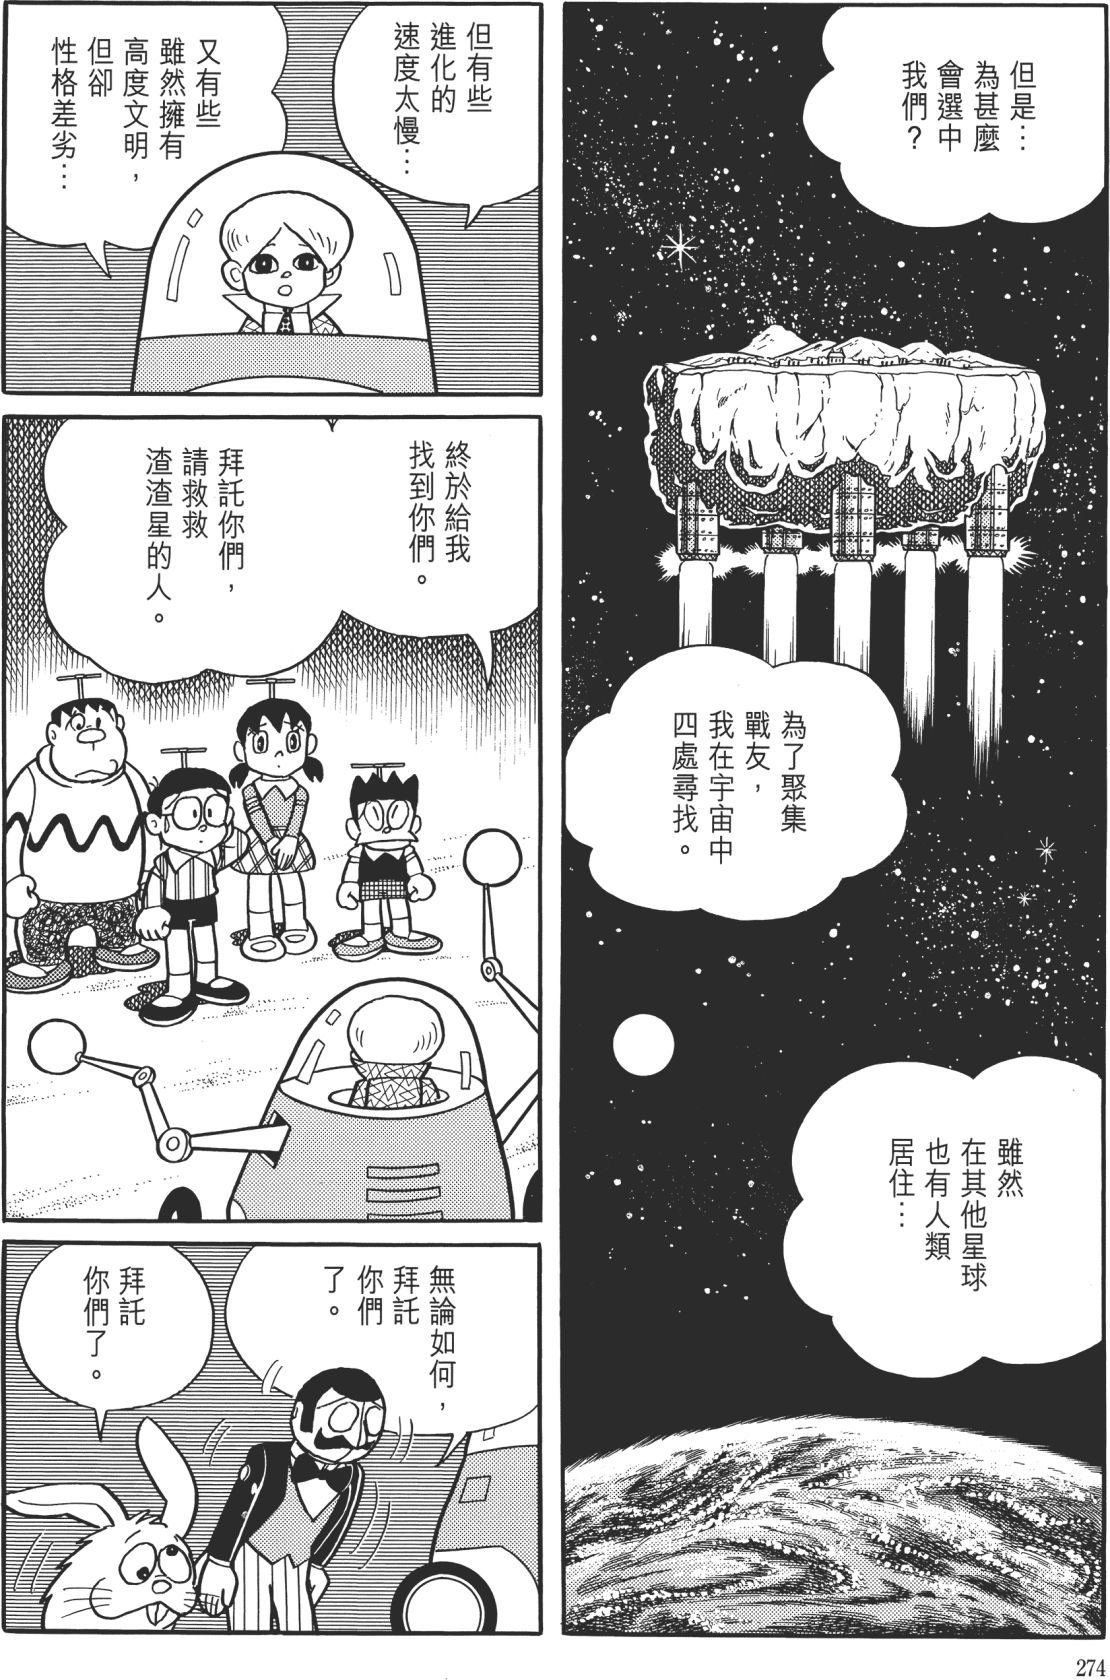 但是…
為甚麼
會選中
我們？
為了聚集
戰友，
我在宇宙中
四處尋找。
雖然
在其他星球
也有人類
居住…
但有些
進化的
速度太慢…
又有些
雖然擁有
高度文明，
但卻
性格差劣…
終於給我
找到你們。
拜託你們，
請救救
渣渣星的人。
無論如何，
拜託
你們
了。
拜託
你們了。
274